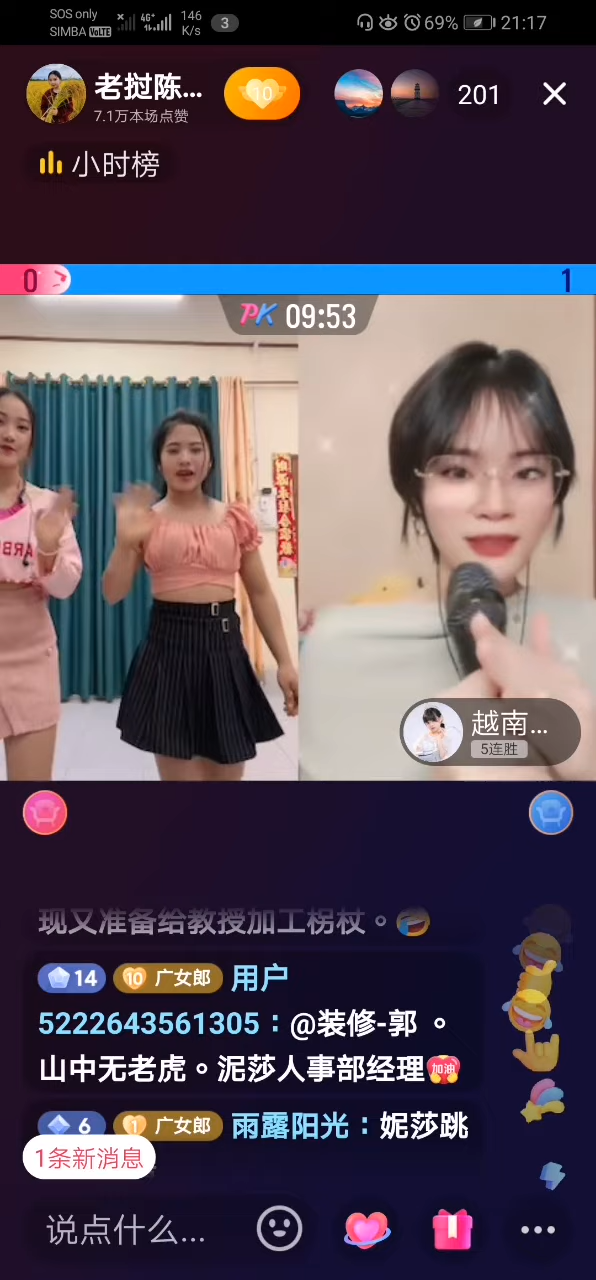 SOS only
SIMBA VoLTE
4G+
146
K/s
3
69%
21:17
老挝陈...
7.1万本场点赞
10
201
小时榜
0
1
PK 09:53
越南...
5连胜
现又准备给教授加工拐杖。
14 10 广女郎 用户
5222643561305：@装修-郭 。
山中无老虎。泥莎人事部经理 加油
6 1 广女郎 雨露阳光：妮莎跳
1条新消息
说点什么...